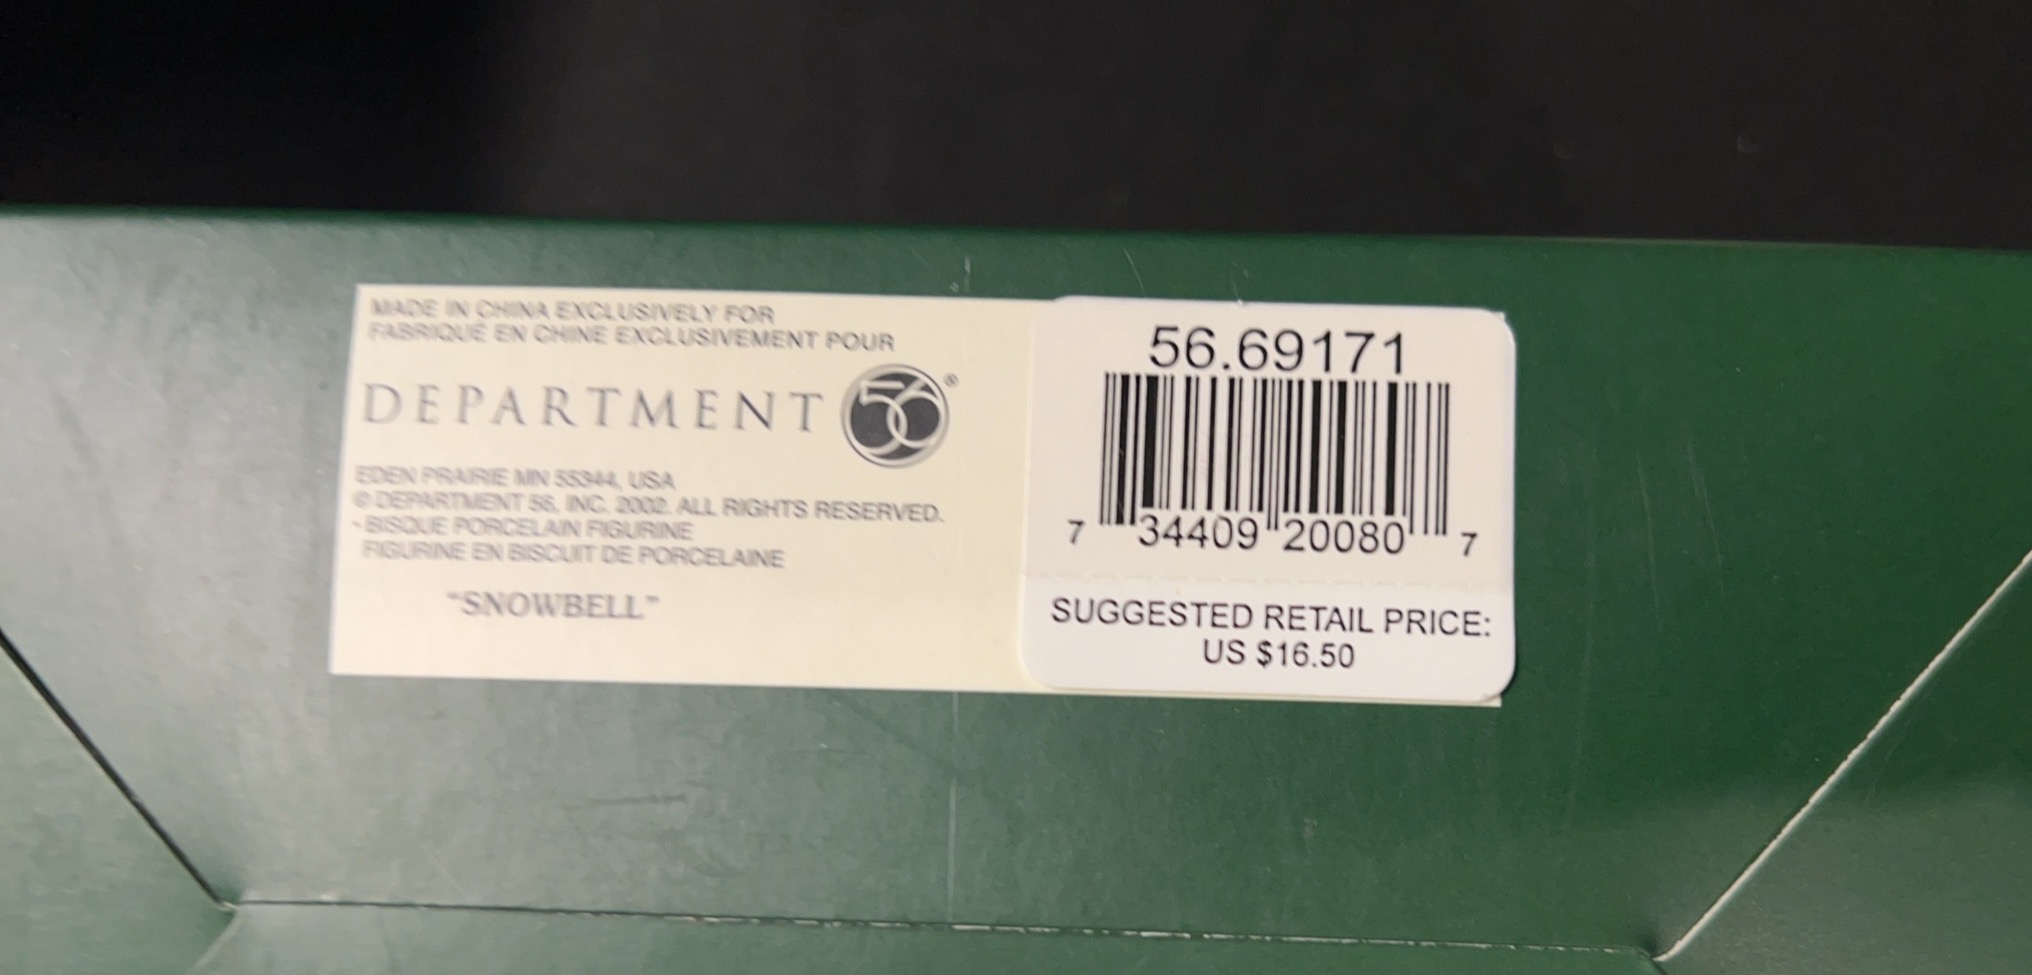 MADE IN CHINA EXCLUSIVELY FOR
FABRIQUÉ EN CHINE EXCLUSIVEMENT POUR
DEPARTMENT 56®
EDEN PRAIRIE MN 55344, USA
© DEPARTMENT 56, INC. 2002. ALL RIGHTS RESERVED.
- BISQUE PORCELAIN FIGURINE
FIGURINE EN BISCUIT DE PORCELAINE
"SNOWBELL"
56.69171
7 34409 20080 7
SUGGESTED RETAIL PRICE:
US $16.50